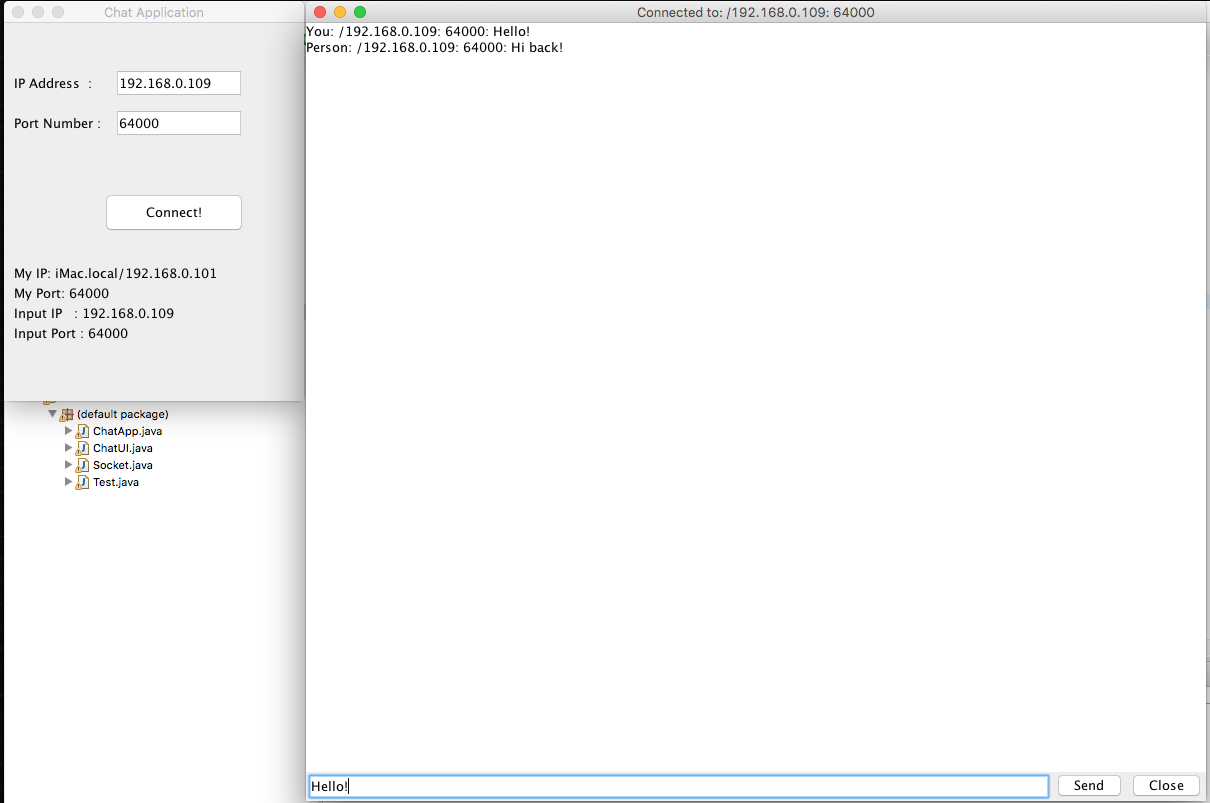 Chat Application
IP Address  :
192.168.0.109
Port Number :
64000
Connect!
My IP: iMac.local/192.168.0.101
My Port: 64000
Input IP   : 192.168.0.109
Input Port : 64000
(default package)
ChatApp.java
ChatUI.java
Socket.java
Test.java
Connected to: /192.168.0.109: 64000
You: /192.168.0.109: 64000: Hello!
Person: /192.168.0.109: 64000: Hi back!
Hello!
Send
Close